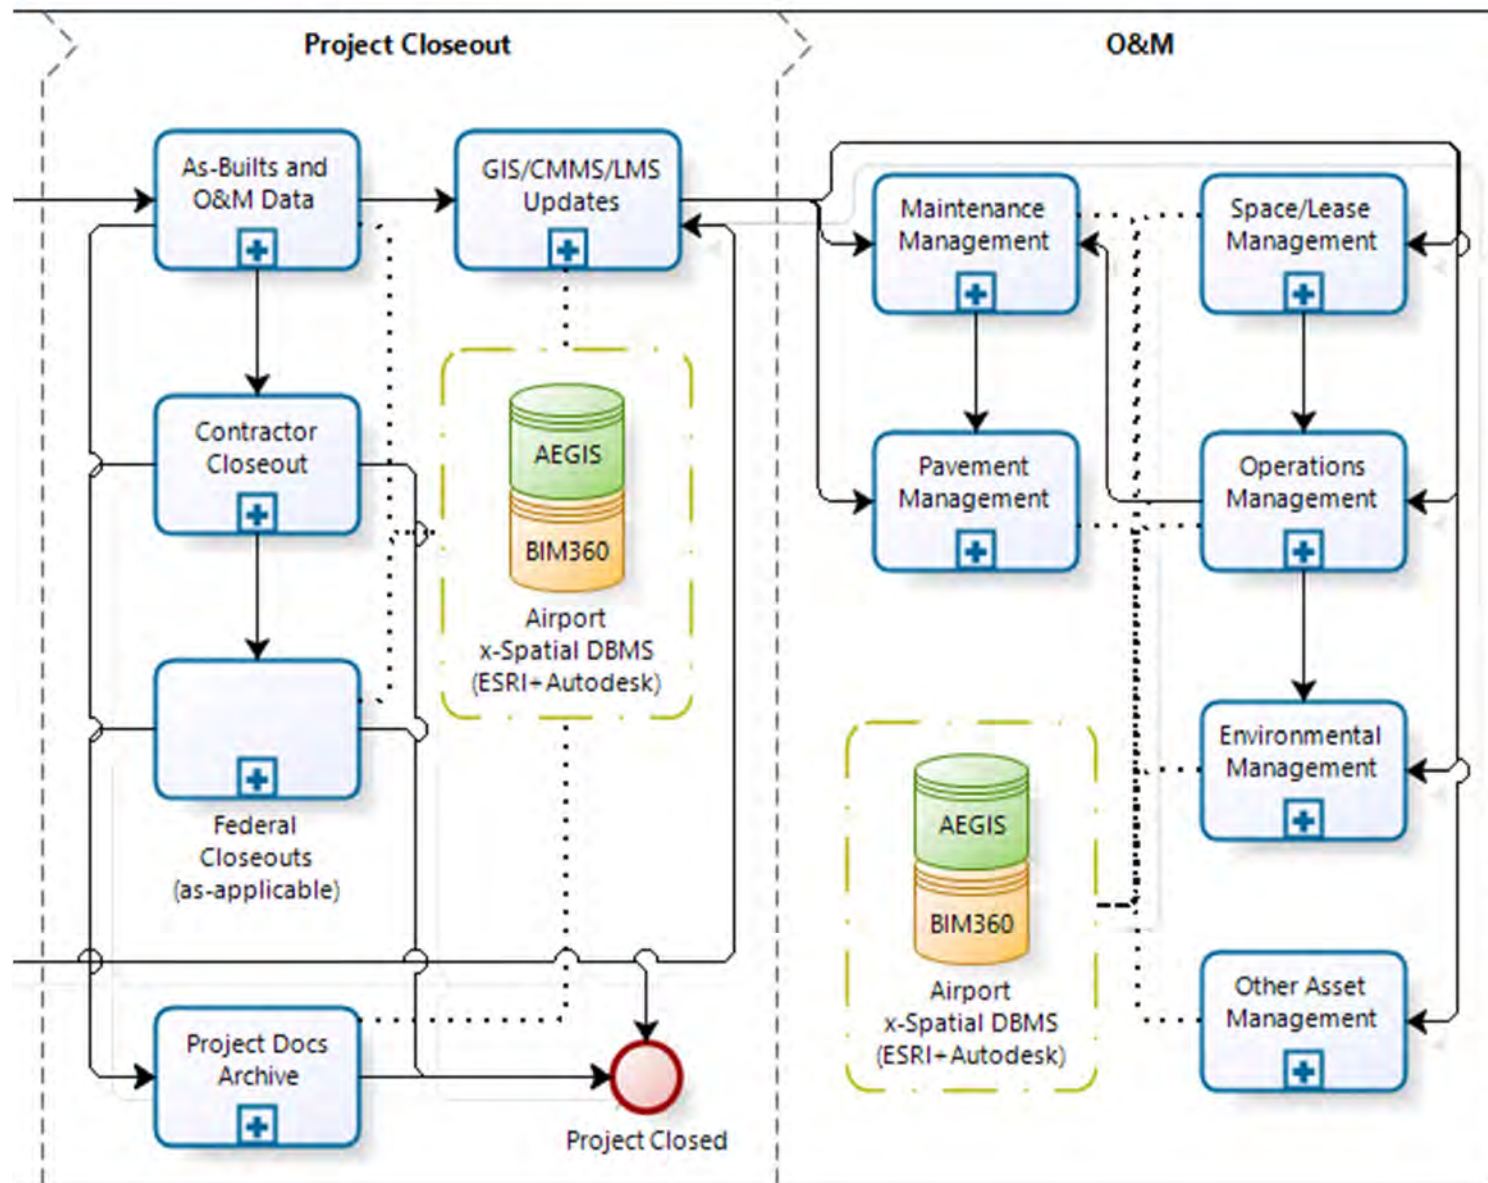 Project Closeout
O&M
As-Builts and
O&M Data
GIS/CMMS/LMS
Updates
Maintenance
Management
Space/Lease
Management
Contractor
Closeout
AEGIS
BIM360
Airport
x-Spatial DBMS
(ESRI+Autodesk)
Pavement
Management
Operations
Management
Federal
Closeouts
(as-applicable)
Environmental
Management
AEGIS
BIM360
Airport
x-Spatial DBMS
(ESRI+Autodesk)
Other Asset
Management
Project Docs
Archive
Project Closed